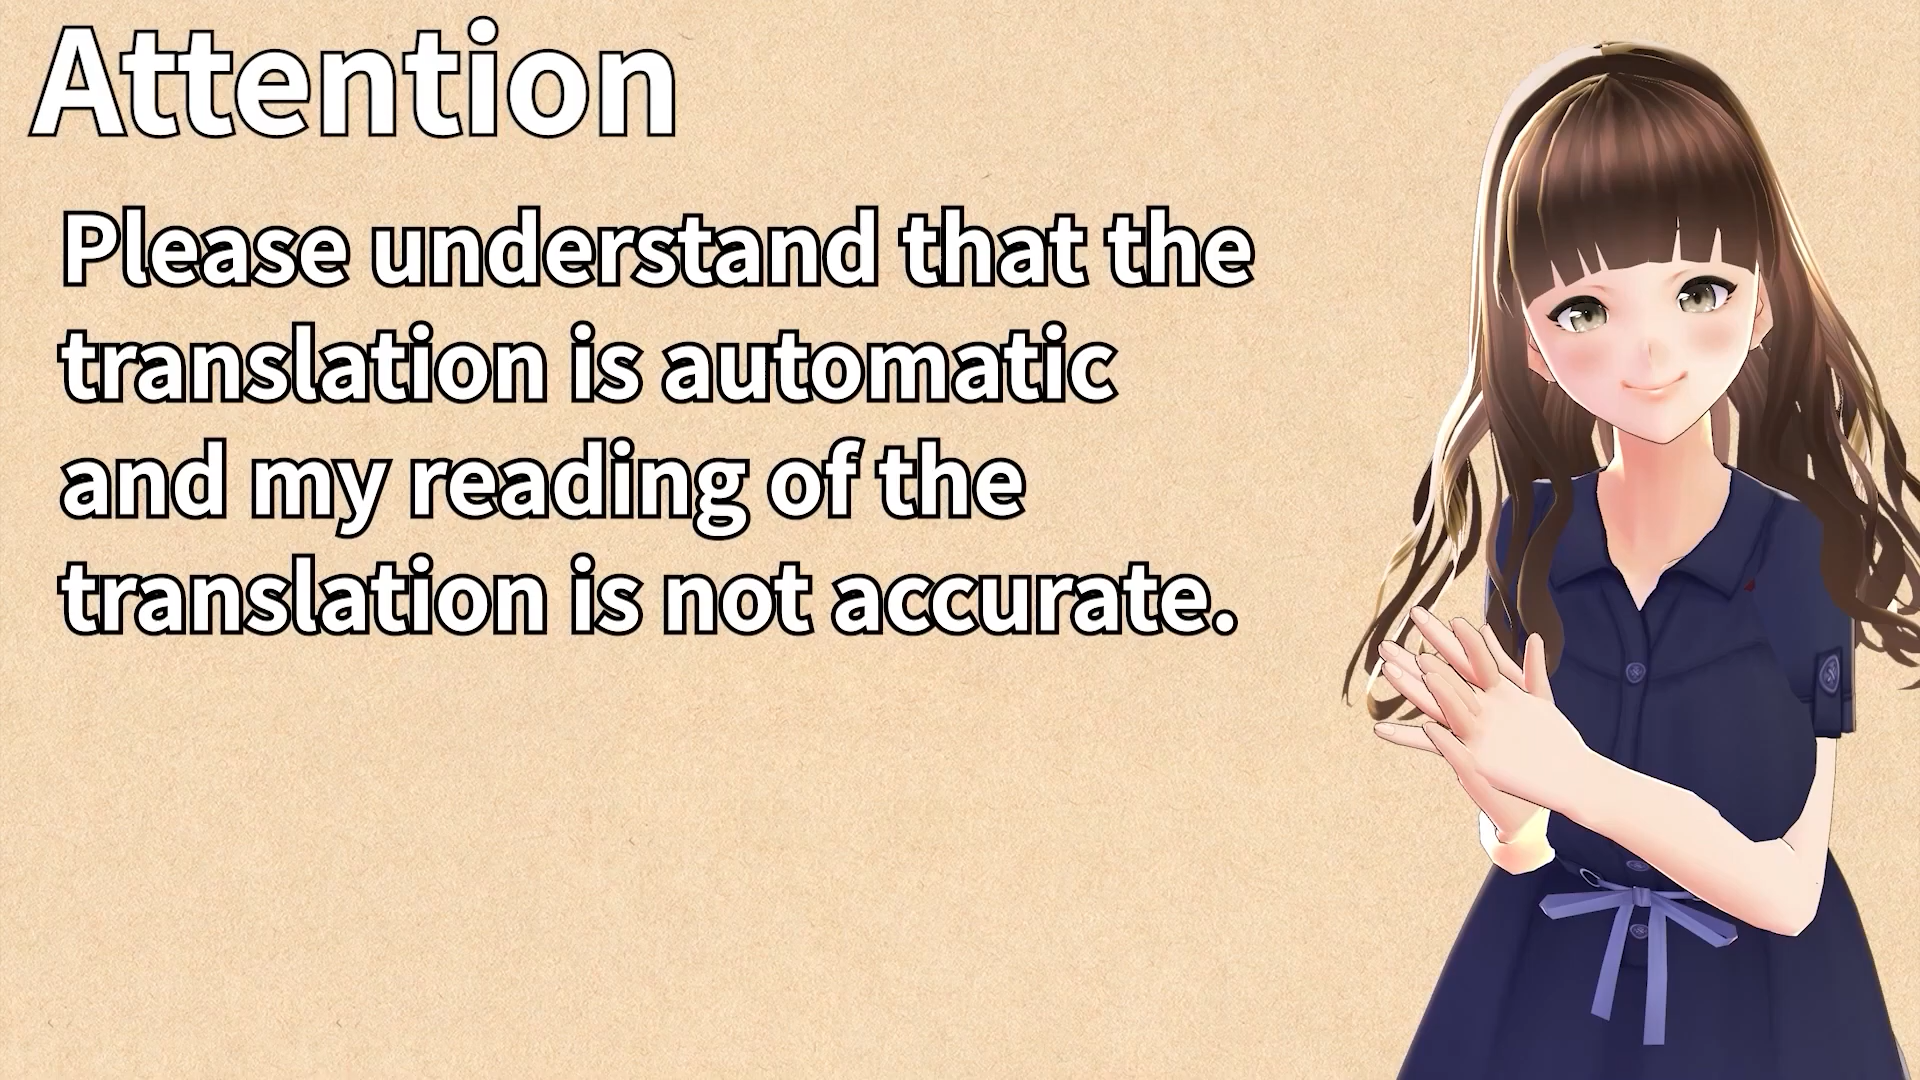 Attention
Please understand that the
translation is automatic
and my reading of the
translation is not accurate.